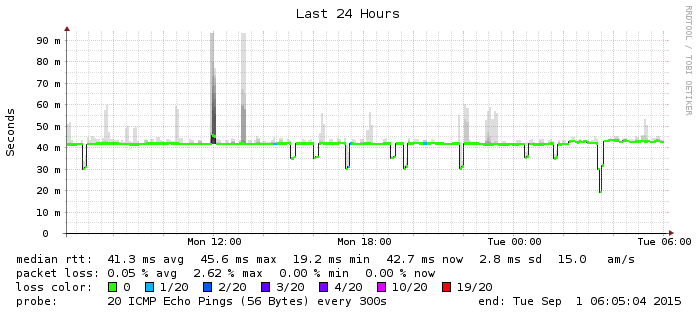 Last 24 Hours
RRDTOOL / TOBI OETIKER
Seconds
90 m
80 m
70 m
60 m
50 m
40 m
30 m
20 m
10 m
0
Mon 12:00 Mon 18:00 Tue 00:00 Tue 06:00
median rtt: 41.3 ms avg 45.6 ms max 19.2 ms min 42.7 ms now 2.8 ms sd 15.0 am/s
packet loss: 0.05 % avg 2.62 % max 0.00 % min 0.00 % now
loss color: 0 1/20 2/20 3/20 4/20 10/20 19/20
probe: 20 ICMP Echo Pings (56 Bytes) every 300s end: Tue Sep 1 06:05:04 2015